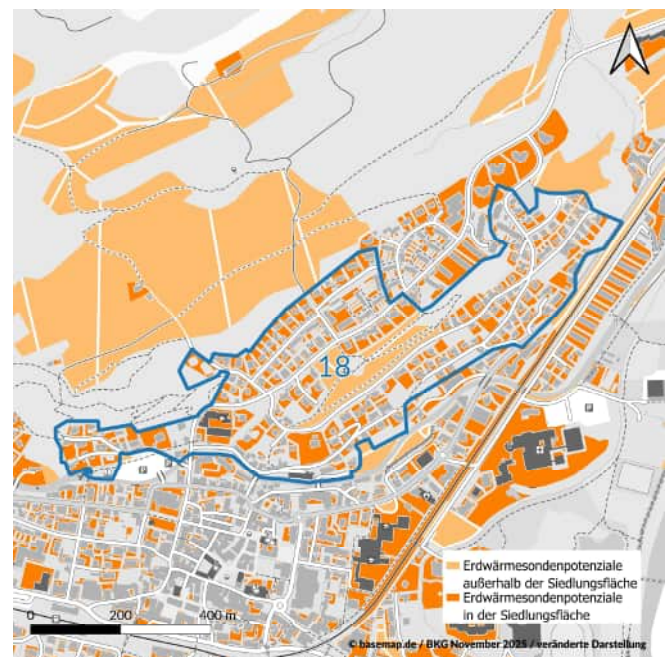 18
P
P
P
Erdwärmesondenpotenziale
außerhalb der Siedlungsfläche
Erdwärmesondenpotenziale
in der Siedlungsfläche
0 200 400 m
© basemap.de / BKG November 2025 / veränderte Darstellung